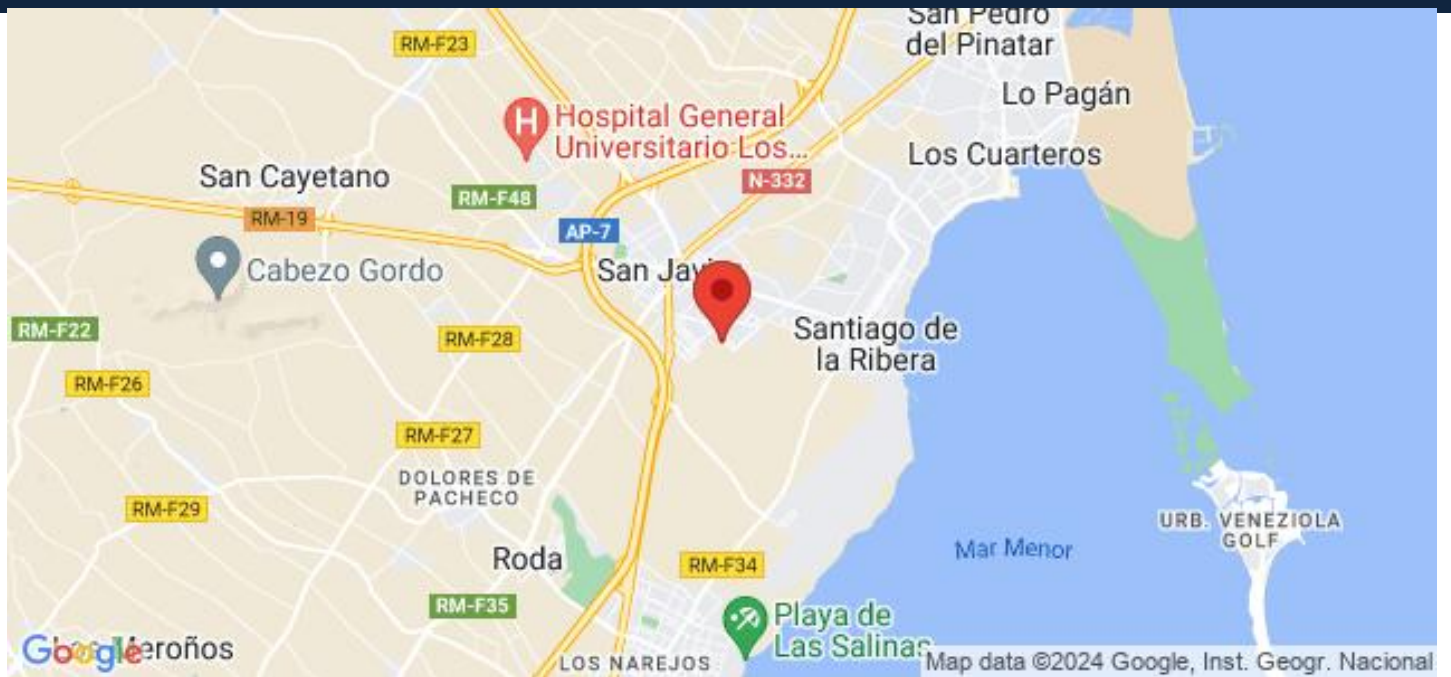 San Pedro
del Pinatar
RM-F23
Lo Pagán
Hospital General
Universitario Los...
Los Cuarteros
San Cayetano
N-332
RM-F48
RM-19
AP-7
Cabezo Gordo
San Javi
RM-F22
RM-F28
Santiago de
la Ribera
RM-F26
RM-F27
DOLORES DE
PACHECO
RM-F29
URB. VENEZIOLA
GOLF
Mar Menor
Roda
RM-F34
RM-F35
Playa de
Las Salinas
Google
eroños
LOS NAREJOS
Map data ©2024 Google, Inst. Geogr. Nacional